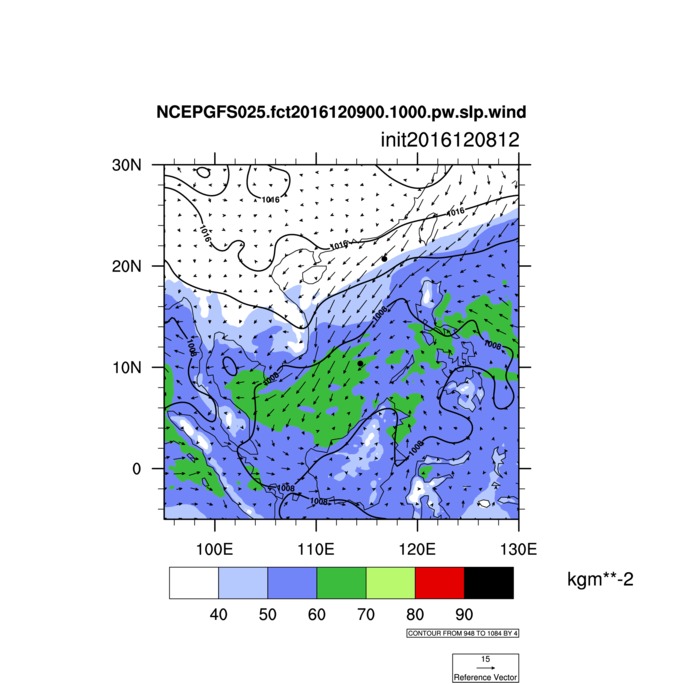 NCEPGFS025.fct2016120900.1000.pw.slp.wind
init2016120812
30N
1016
1016
1016
1016
20N
1008
1008
1008
10N
1008
1008
0
1008
1008
100E 110E 120E 130E
kgm**-2
40 50 60 70 80 90
CONTOUR FROM 948 TO 1084 BY 4
15
Reference Vector